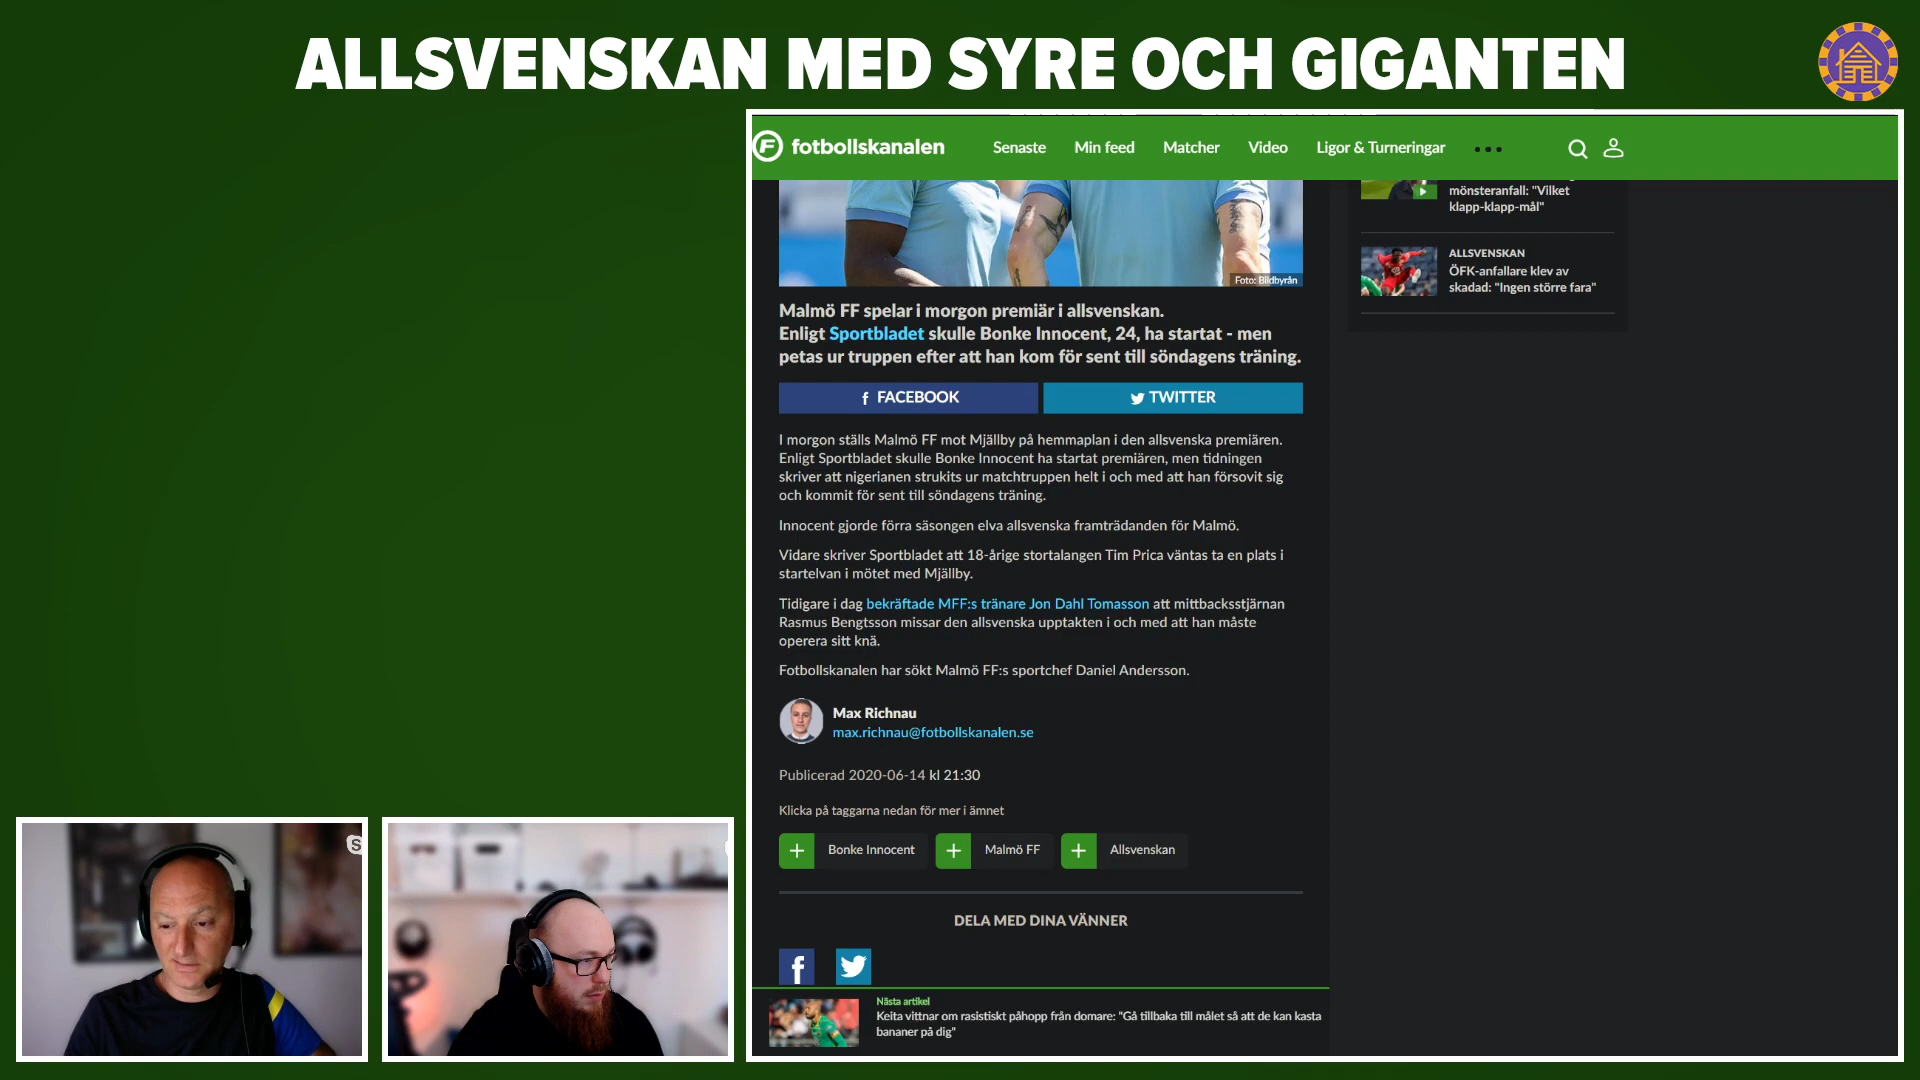 ALLSVENSKAN MED SYRE OCH GIGANTEN
F fotbollskanalen
Senaste
Min feed
Matcher
Video
Ligor & Turneringar
mönsteranfall: "Vilket
klapp-klapp-mål"
ALLSVENSKAN
ÖFK-anfallare klev av
skadad: "Ingen större fara"
Foto: Bildbyrån
Malmö FF spelar i morgon premiär i allsvenskan.
Enligt Sportbladet skulle Bonke Innocent, 24, ha startat - men
petas ur truppen efter att han kom för sent till söndagens träning.
f FACEBOOK
TWITTER
I morgon ställs Malmö FF mot Mjällby på hemmaplan i den allsvenska premiären.
Enligt Sportbladet skulle Bonke Innocent ha startat premiären, men tidningen
skriver att nigerianen strukits ur matchtruppen helt i och med att han försovit sig
och kommit för sent till söndagens träning.
Innocent gjorde förra säsongen elva allsvenska framträdanden för Malmö.
Vidare skriver Sportbladet att 18-årige stortalangen Tim Prica väntas ta en plats i
startelvan i mötet med Mjällby.
Tidigare i dag bekräftade MFF:s tränare Jon Dahl Tomasson att mittbacksstjärnan
Rasmus Bengtsson missar den allsvenska upptakten i och med att han måste
operera sitt knä.
Fotbollskanalen har sökt Malmö FF:s sportchef Daniel Andersson.
Max Richnau
max.richnau@fotbollskanalen.se
Publicerad 2020-06-14 kl 21:30
Klicka på taggarna nedan för mer i ämnet
+ Bonke Innocent
+ Malmö FF
+ Allsvenskan
DELA MED DINA VÄNNER
f
Nästa artikel
Keita vittnar om rasistiskt påhopp från domare: "Gå tillbaka till målet så att de kan kasta
bananer på dig"
S